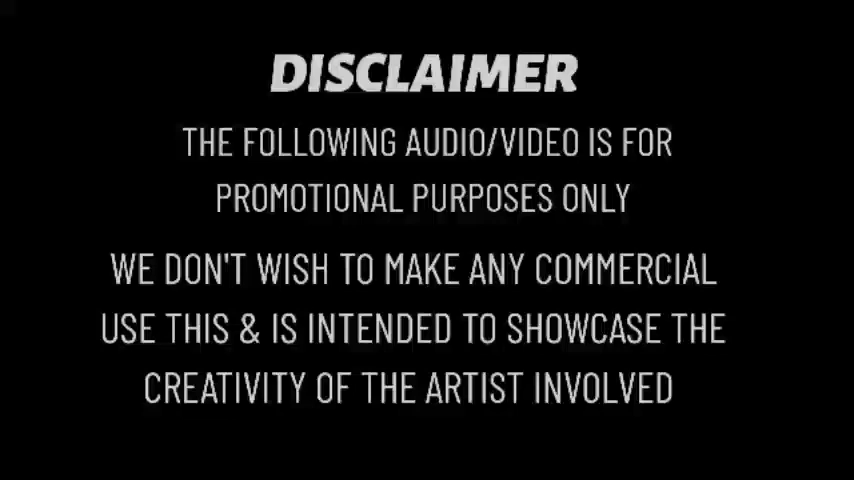 DISCLAIMER
THE FOLLOWING AUDIO/VIDEO IS FOR
PROMOTIONAL PURPOSES ONLY
WE DON'T WISH TO MAKE ANY COMMERCIAL
USE THIS & IS INTENDED TO SHOWCASE THE
CREATIVITY OF THE ARTIST INVOLVED